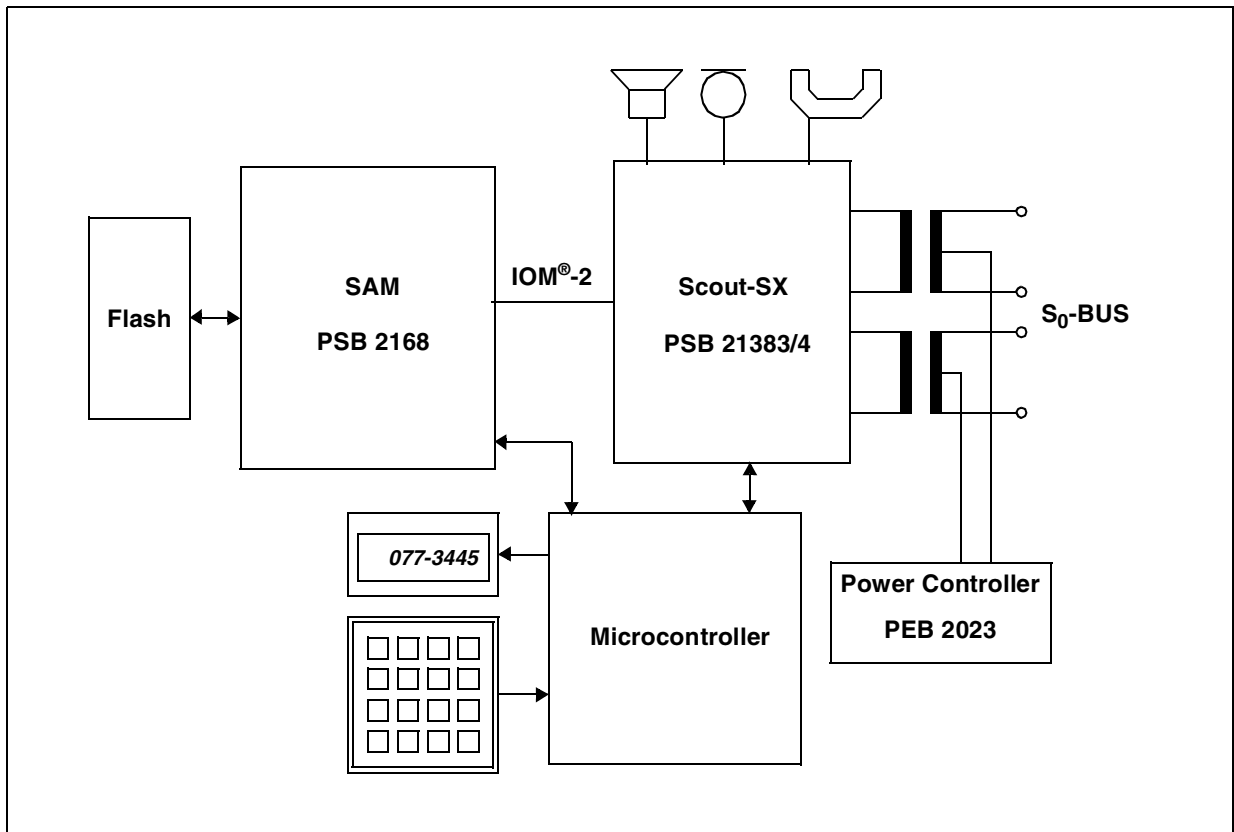 Flash
SAM
PSB 2168
IOM®-2
Scout-SX
PSB 21383/4
S0-BUS
077-3445
Microcontroller
Power Controller
PEB 2023